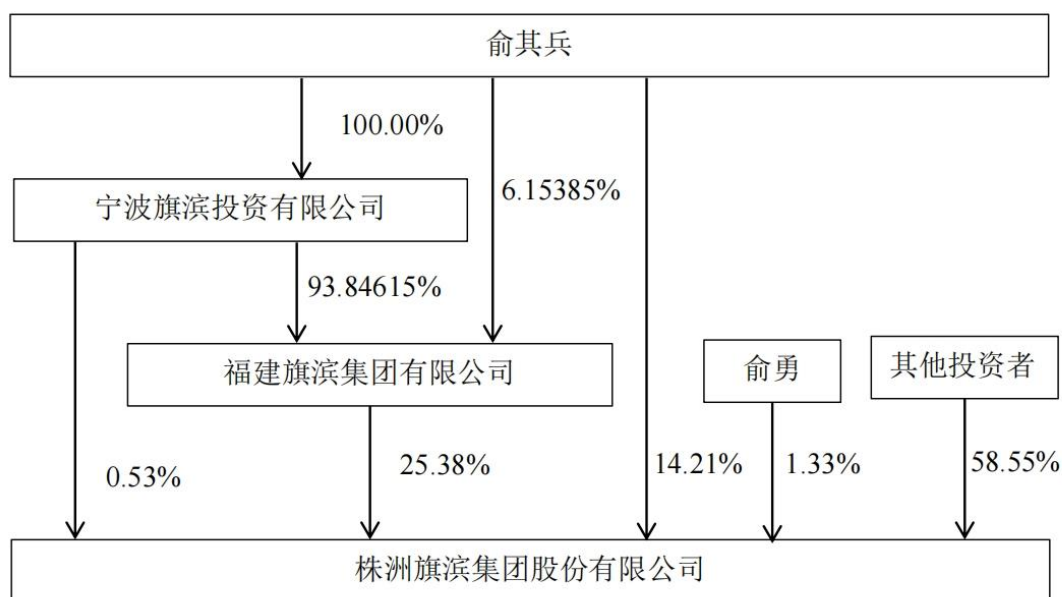 俞其兵
100.00%
宁波旗滨投资有限公司
6.15385%
93.84615%
福建旗滨集团有限公司
俞勇
其他投资者
0.53%
25.38%
14.21%
1.33%
58.55%
株洲旗滨集团股份有限公司